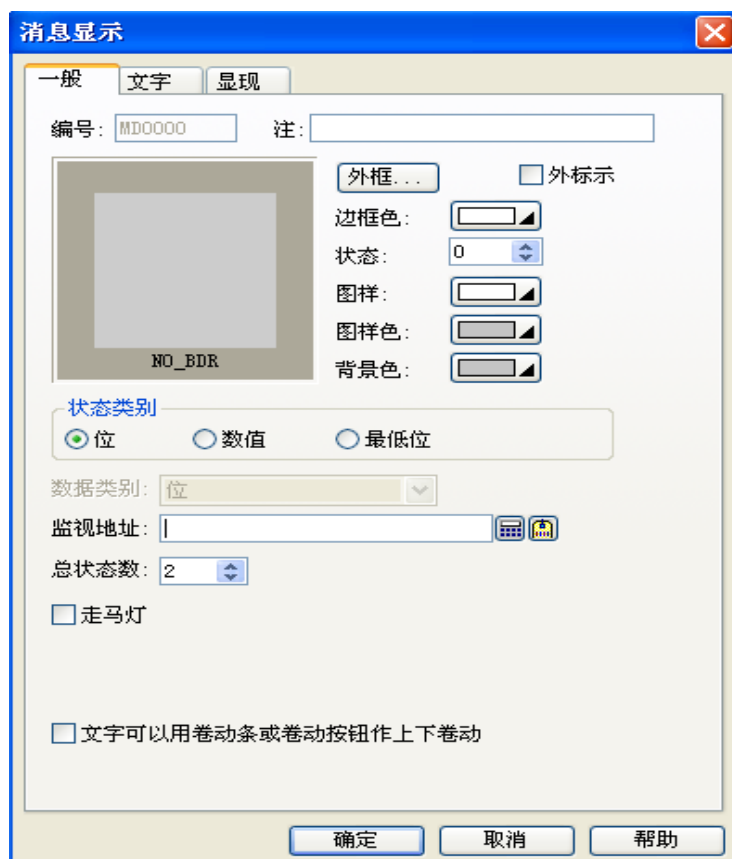 消息显示
一般 文字 显现
编号: MD0000 注:
外框... 外标示
边框色:
状态: 0
图样:
图样色:
背景色:
NO_BDR
状态类别
位 数值 最低位
数据类别: 位
监视地址:
总状态数: 2
走马灯
文字可以用卷动条或卷动按钮作上下卷动
确定 取消 帮助